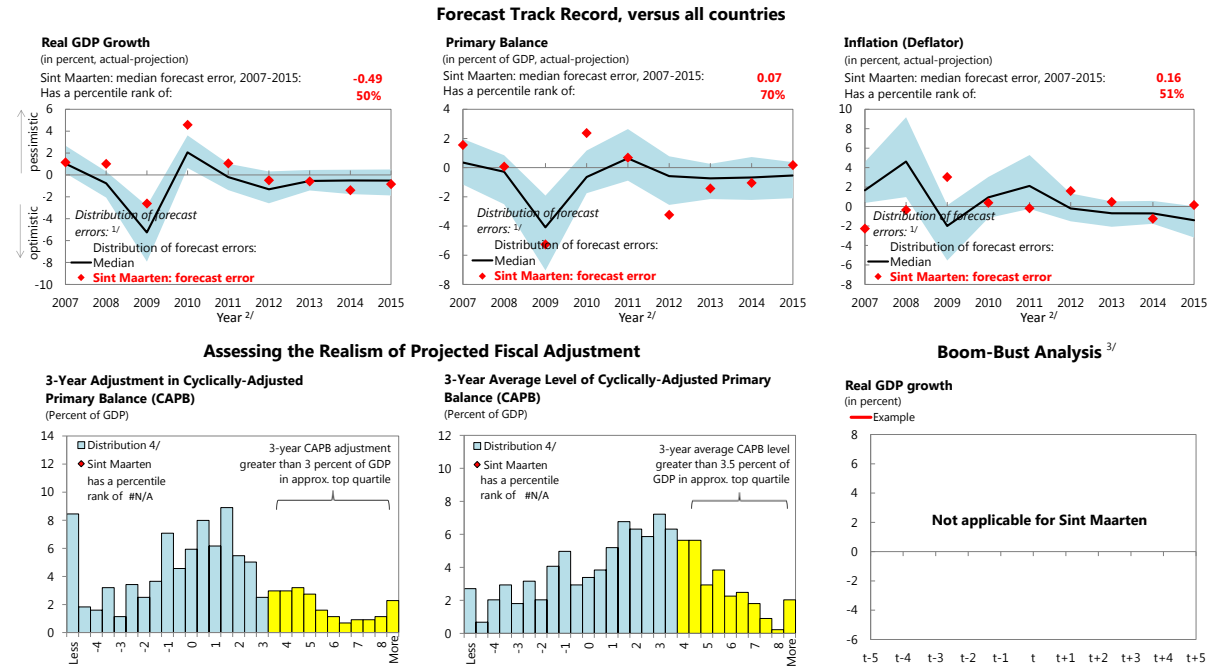 Forecast Track Record, versus all countries
Real GDP Growth
(in percent, actual-projection)
Sint Maarten: median forecast error, 2007-2015: -0.49
Has a percentile rank of: 50%
pessimistic
optimistic
6
4
2
0
-2
-4
-6
-8
-10
Distribution of forecast
errors: 1/
Distribution of forecast errors:
Median
Sint Maarten: forecast error
2007 2008 2009 2010 2011 2012 2013 2014 2015
Year 2/
Primary Balance
(in percent of GDP, actual-projection)
Sint Maarten: median forecast error, 2007-2015: 0.07
Has a percentile rank of: 70%
4
2
0
-2
-4
-6
-8
Distribution of forecast
errors: 1/
Distribution of forecast errors:
Median
Sint Maarten: forecast error
2007 2008 2009 2010 2011 2012 2013 2014 2015
Year 2/
Inflation (Deflator)
(in percent, actual-projection)
Sint Maarten: median forecast error, 2007-2015: 0.16
Has a percentile rank of: 51%
10
8
6
4
2
0
-2
-4
-6
-8
Distribution of forecast
errors: 1/
Distribution of forecast errors:
Median
Sint Maarten: forecast error
2007 2008 2009 2010 2011 2012 2013 2014 2015
Year 2/
Assessing the Realism of Projected Fiscal Adjustment
3-Year Adjustment in Cyclically-Adjusted
Primary Balance (CAPB)
(Percent of GDP)
14
12
10
8
6
4
2
0
Distribution 4/
Sint Maarten
has a percentile
rank of #N/A
3-year CAPB adjustment
greater than 3 percent of GDP
in approx. top quartile
Less -4 -3 -2 -1 0 1 2 3 4 5 6 7 8 More
3-Year Average Level of Cyclically-Adjusted Primary
Balance (CAPB)
(Percent of GDP)
12
10
8
6
4
2
0
Distribution 4/
Sint Maarten
has a percentile
rank of #N/A
3-year average CAPB level
greater than 3.5 percent of
GDP in approx. top quartile
Less -4 -3 -2 -1 0 1 2 3 4 5 6 7 8 More
Boom-Bust Analysis 3/
Real GDP growth
(in percent)
Example
8
6
4
2
0
-2
-4
-6
Not applicable for Sint Maarten
t-5 t-4 t-3 t-2 t-1 t t+1 t+2 t+3 t+4 t+5